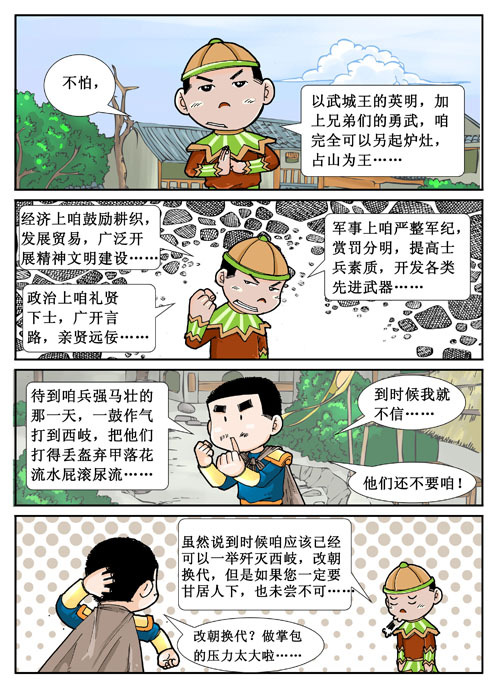 不怕，
以武城王的英明，加
上兄弟们的勇武，咱
完全可以另起炉灶，
占山为王……
经济上咱鼓励耕织，
发展贸易，广泛开
展精神文明建设……
军事上咱严整军纪，
赏罚分明，提高士
兵素质，开发各类
先进武器……
政治上咱礼贤
下士，广开言
路，亲贤远佞……
待到咱兵强马壮的
那一天，一鼓作气
打到西岐，把他们
打得丢盔弃甲落花
流水屁滚尿流……
到时候我就
不信……
他们还不要咱！
虽然说到时候咱应该已经
可以一举歼灭西岐，改朝
换代，但是如果您一定要
甘居人下，也未尝不可……
改朝换代？做掌包
的压力太大啦……